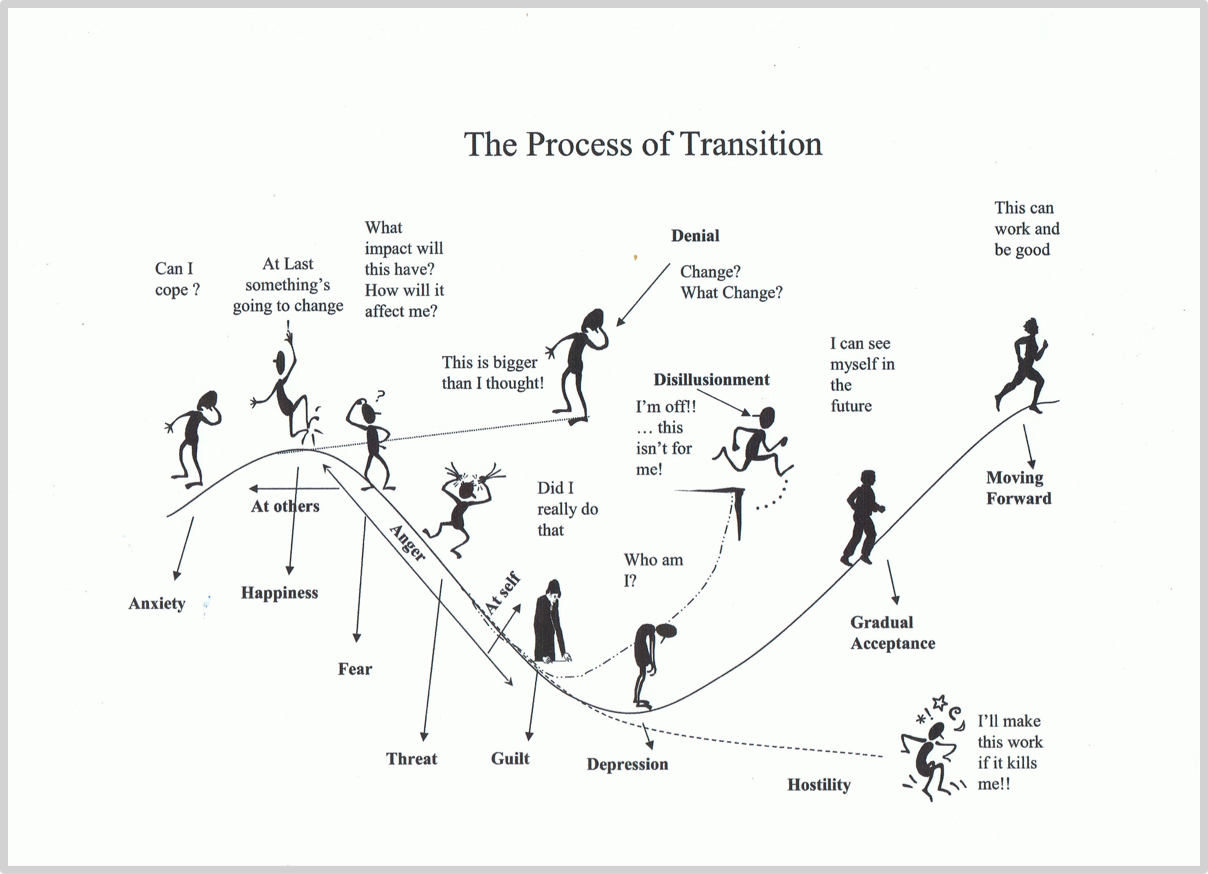 The Process of Transition
Can I
cope ?
At Last
something's
going to change
!
What
impact will
this have?
How will it
affect me?
?
This is bigger
than I thought!
Denial
Change?
What Change?
Disillusionment
I'm off!!
… this
isn't for
me!
I can see
myself in
the
future
This can
work and
be good
At others
Anger
At self
Did I
really do
that
Who am
I?
Anxiety
Happiness
Fear
Threat
Guilt
Depression
Gradual
Acceptance
Moving
Forward
Hostility
*!
I'll make
this work
if it kills
me!!